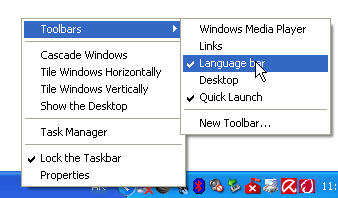 Toolbars
Cascade Windows
Tile Windows Horizontally
Tile Windows Vertically
Show the Desktop
Task Manager
Lock the Taskbar
Properties
Windows Media Player
Links
Language bar
Desktop
Quick Launch
New Toolbar...
11: